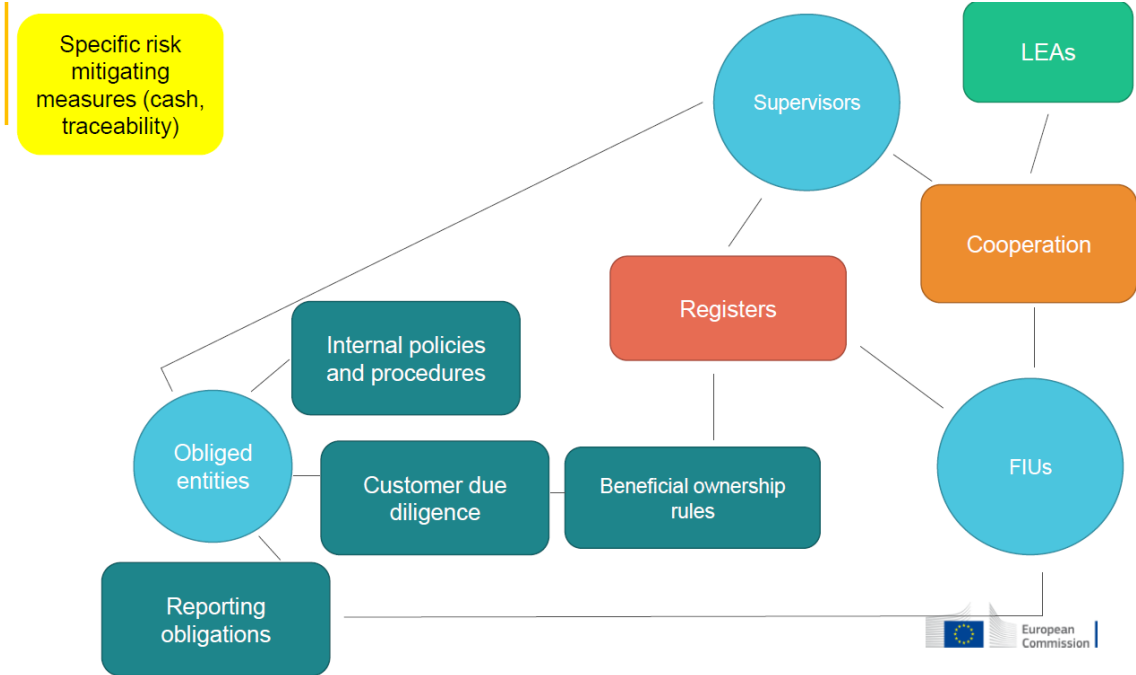 Specific risk
mitigating
measures (cash,
traceability)
LEAs
Supervisors
Cooperation
Registers
Internal policies
and procedures
Obliged
entities
Customer due
diligence
Beneficial ownership
rules
FIUs
Reporting
obligations
European
Commission